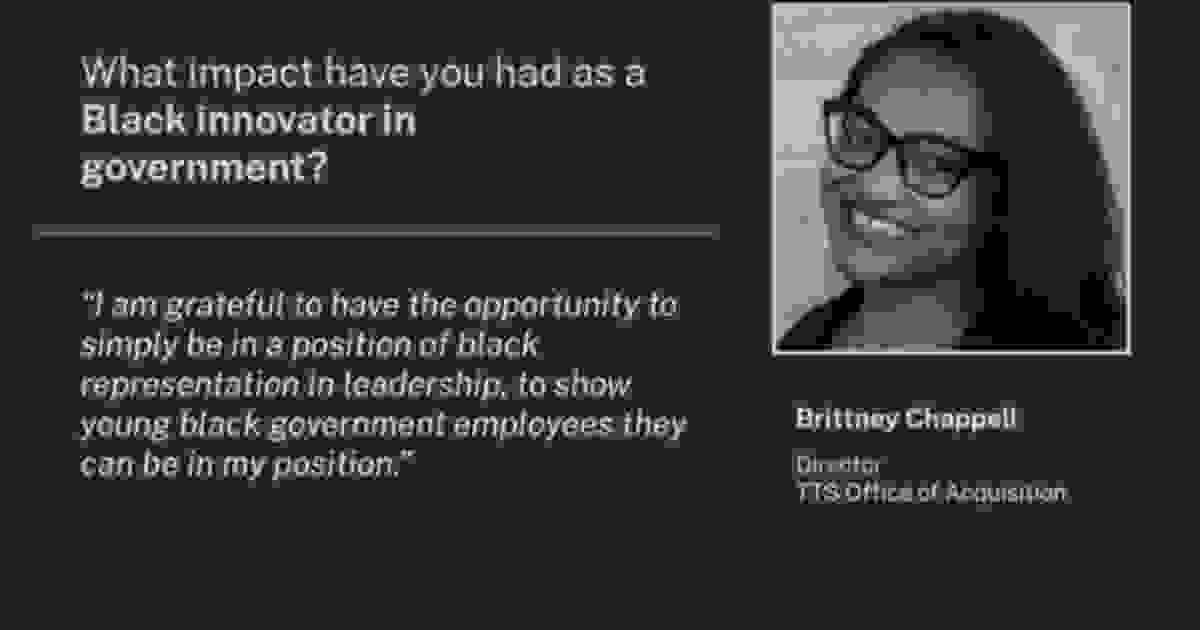 What impact have you had as a
Black innovator in
government?
"I am grateful to have the opportunity to
simply be in a position of black
representation in leadership, to show
young black government employees they
can be in my position."
Brittney Chappell
Director
TTS Office of Acquisition